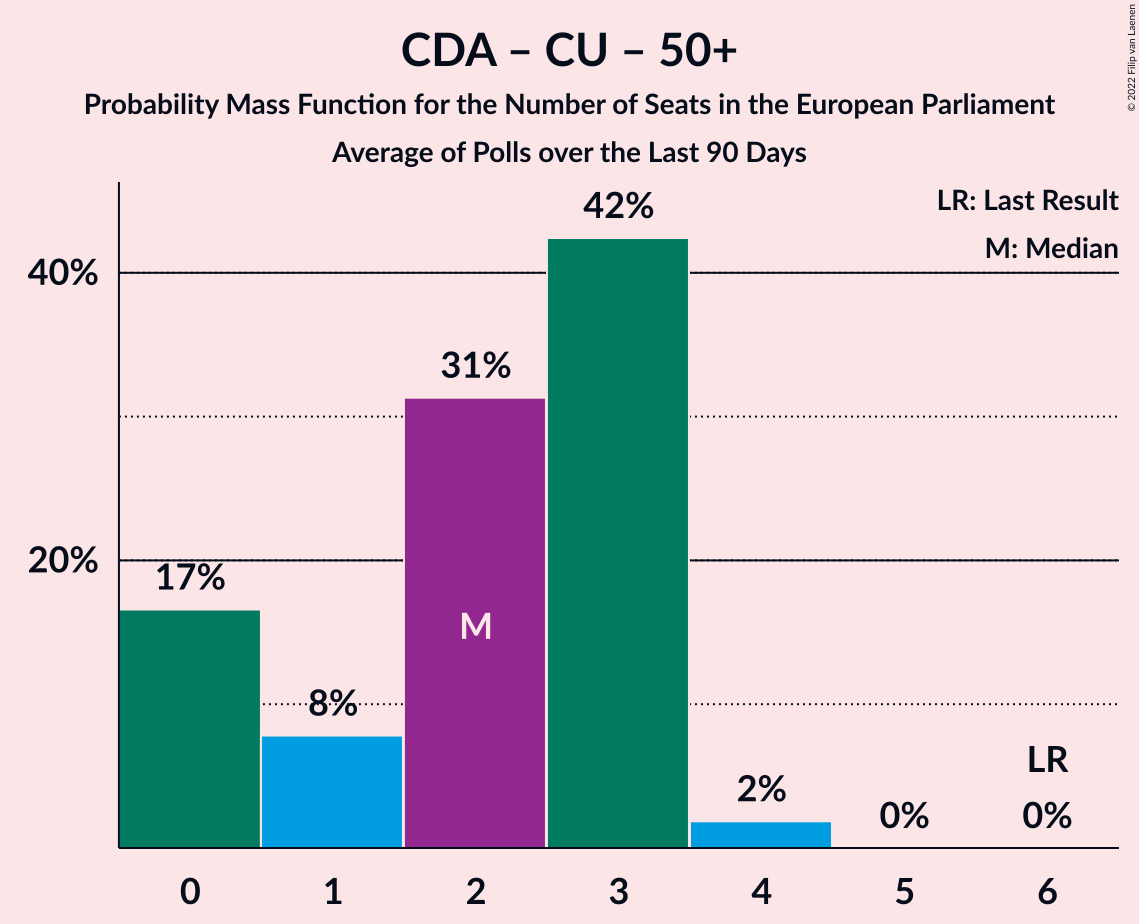 CDA – CU – 50+
Probability Mass Function for the Number of Seats in the European Parliament
Average of Polls over the Last 90 Days
© 2022 Filip van Laenen
LR: Last Result
M: Median
42%
40%
31%
20%
17%
M
8%
LR
2%
0%
0%
0
1
2
3
4
5
6